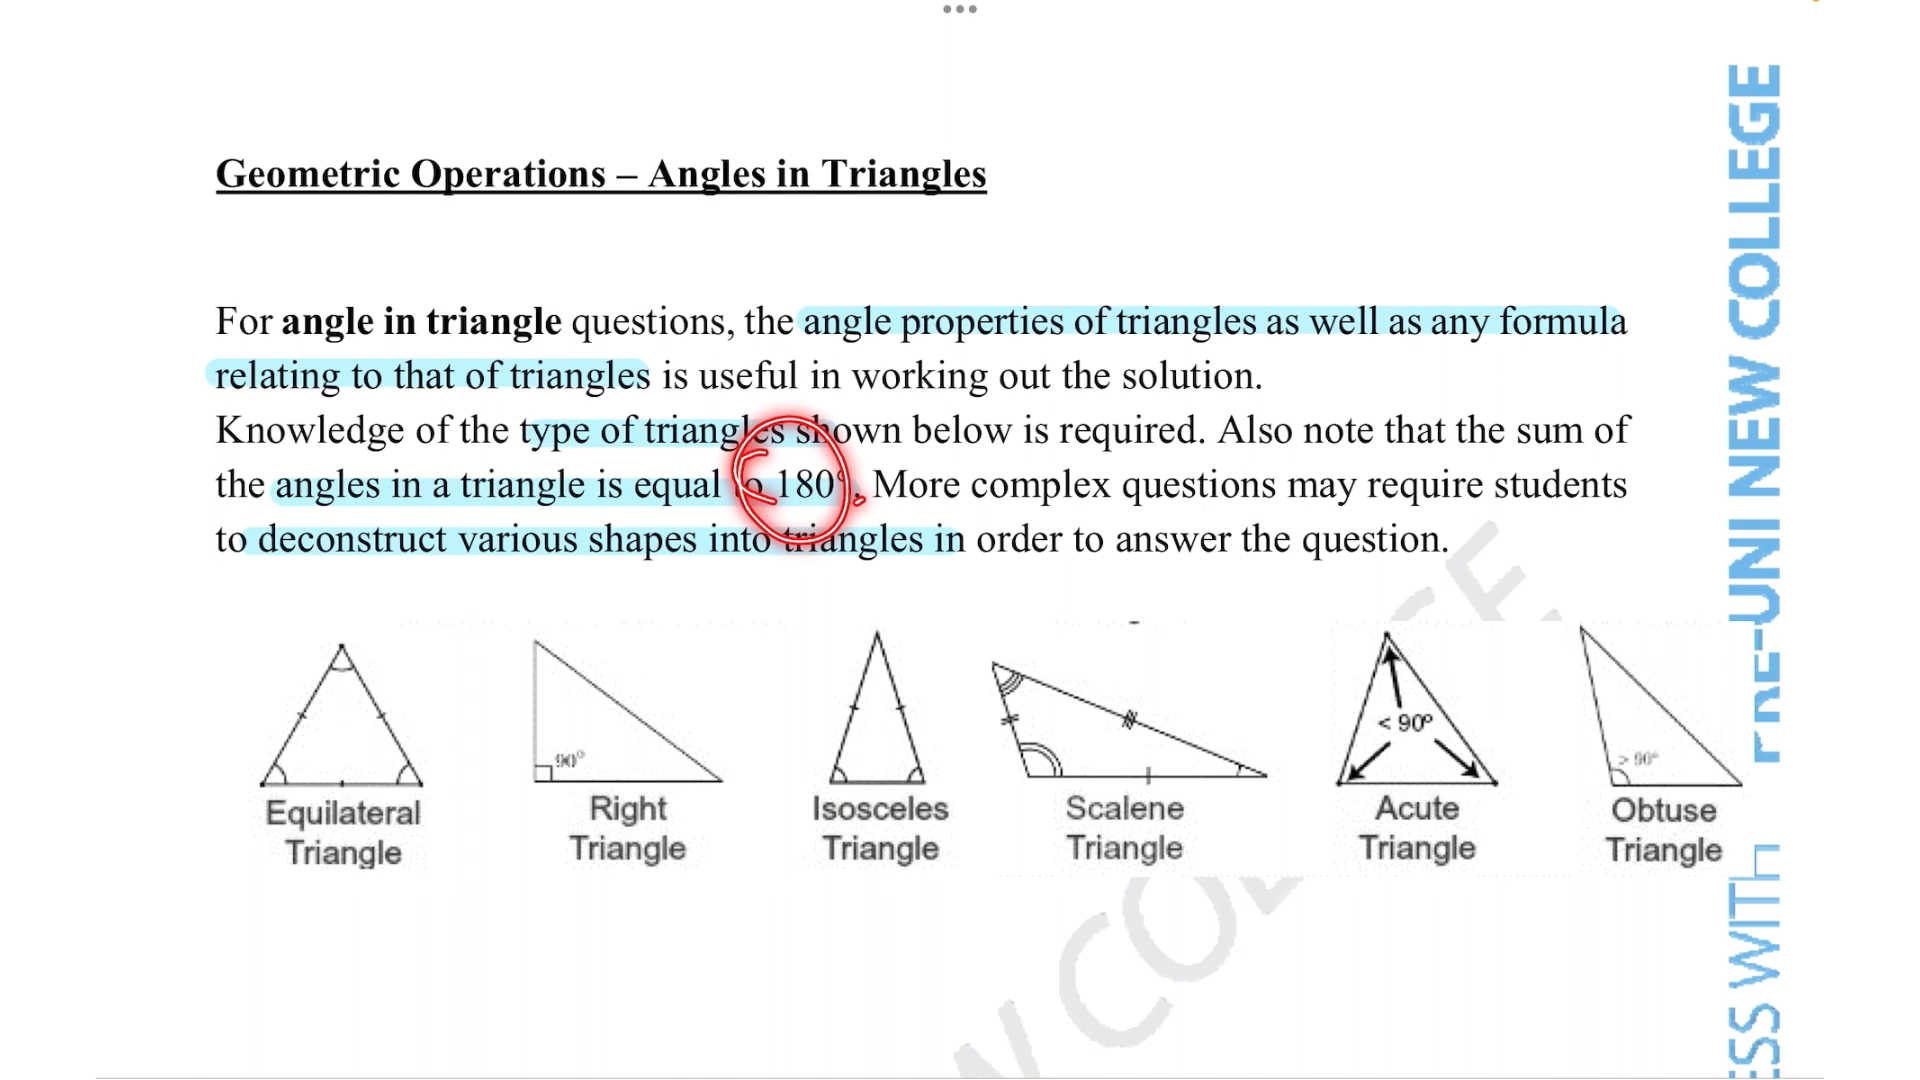 Geometric Operations – Angles in Triangles
For angle in triangle questions, the angle properties of triangles as well as any formula
relating to that of triangles is useful in working out the solution.
Knowledge of the type of triangles shown below is required. Also note that the sum of
the angles in a triangle is equal to 180°. More complex questions may require students
to deconstruct various shapes into triangles in order to answer the question.
90°
< 90º
> 90°
Equilateral
Triangle
Right
Triangle
Isosceles
Triangle
Scalene
Triangle
Acute
Triangle
Obtuse
Triangle
PRE-UNI NEW COLLEGE
ESS WITH
W COLLEGE